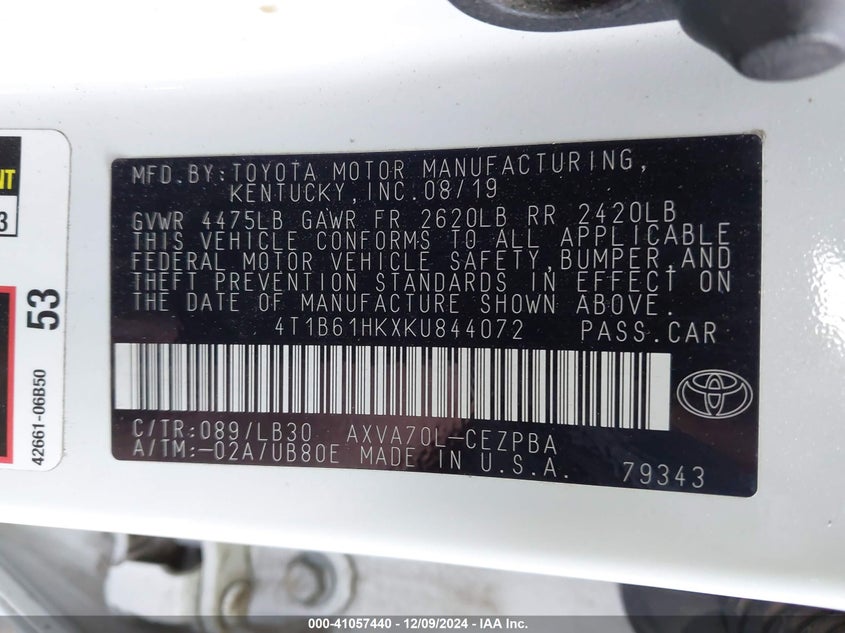 MFD.BY:TOYOTA MOTOR MANUFACTURING,
KENTUCKY,INC.08/19
GVWR 4475LB GAWR FR 2620LB RR 2420LB
THIS VEHICLE CONFORMS TO ALL APPLICABLE
FEDERAL MOTOR VEHICLE SAFETY,BUMPER,AND
THEFT PREVENTION STANDARDS IN EFFECT ON
THE DATE OF MANUFACTURE SHOWN ABOVE.
4T1B61HKXKU844072 PASS.CAR
C/TR:089/LB30 AXVA70L-CEZPBA
A/TM:-02A/UB80E MADE IN U.S.A. 79343
53
42661-06B50
000-41057440 - 12/09/2024 - IAA Inc.